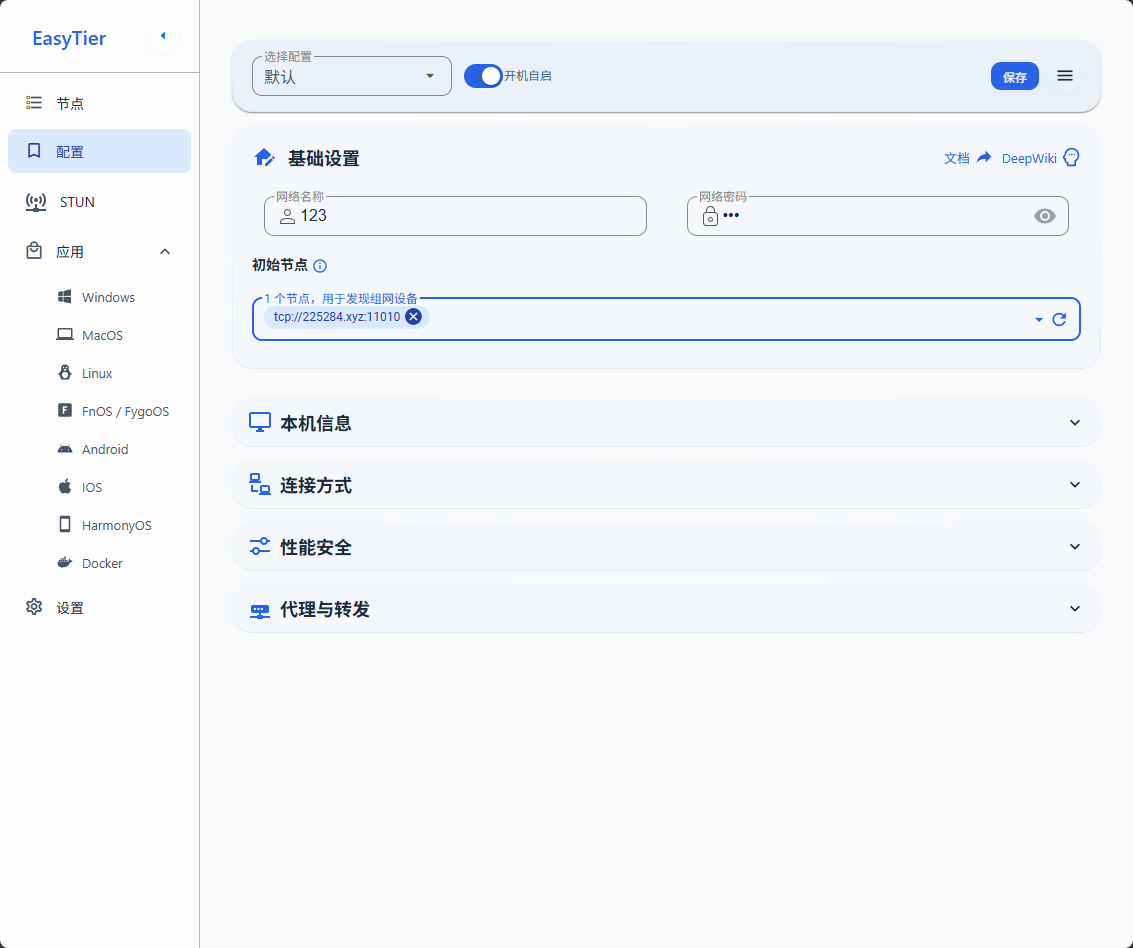 EasyTier
节点
配置
STUN
应用
Windows
MacOS
Linux
FnOS / FygoOS
Android
IOS
HarmonyOS
Docker
设置
选择配置
默认
开机自启
保存
基础设置
文档
DeepWiki
网络名称
123
网络密码
•••
初始节点
1 个节点，用于发现组网设备
tcp://225284.xyz:11010
本机信息
连接方式
性能安全
代理与转发